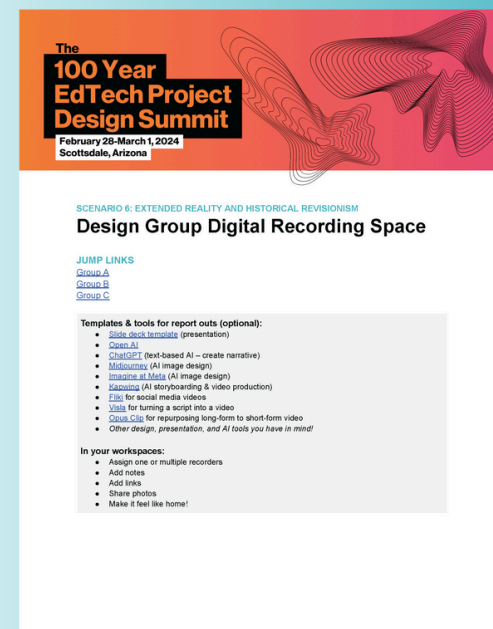 The
100 Year
EdTech Project
Design Summit
February 28-March 1, 2024
Scottsdale, Arizona
SCENARIO 6: EXTENDED REALITY AND HISTORICAL REVISIONISM
Design Group Digital Recording Space
JUMP LINKS
Group A
Group B
Group C
Templates & tools for report outs (optional):
● Slide deck template (presentation)
● Open AI
● ChatGPT (text-based AI – create narrative)
● Midjourney (AI image design)
● Imagine at Meta (AI image design)
● Kapwing (AI storyboarding & video production)
● Fliki for social media videos
● Visla for turning a script into a video
● Opus Clip for repurposing long-form to short-form video
● Other design, presentation, and AI tools you have in mind!
In your workspaces:
● Assign one or multiple recorders
● Add notes
● Add links
● Share photos
● Make it feel like home!